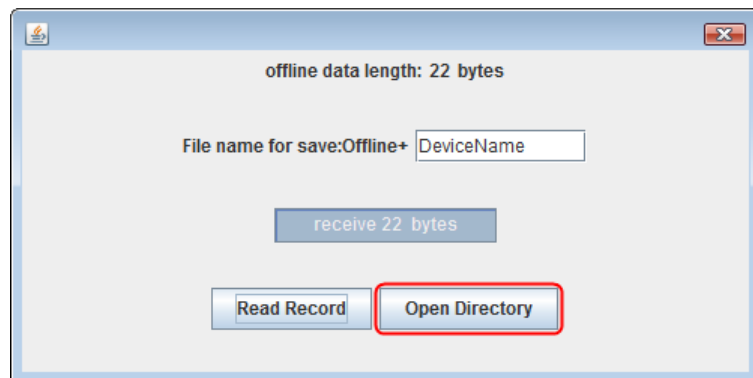 offline data length: 22 bytes
File name for save:Offline+ DeviceName
receive 22 bytes
Read Record Open Directory